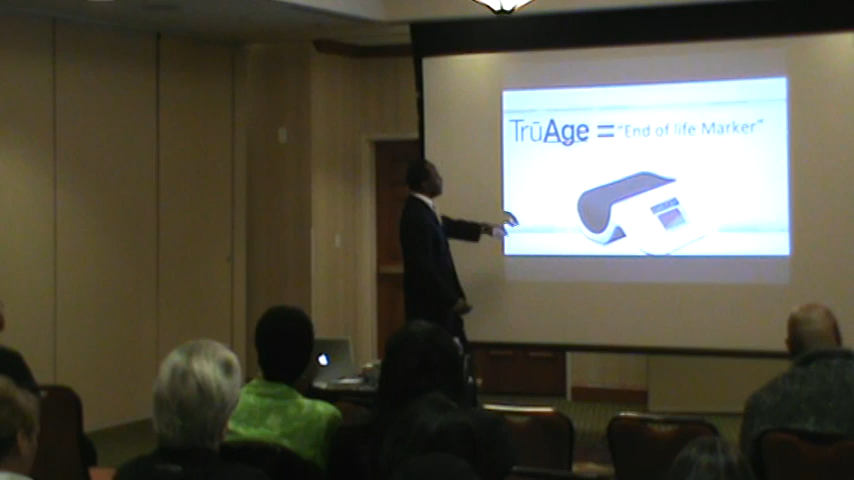 TrūAge = "End of life Marker"